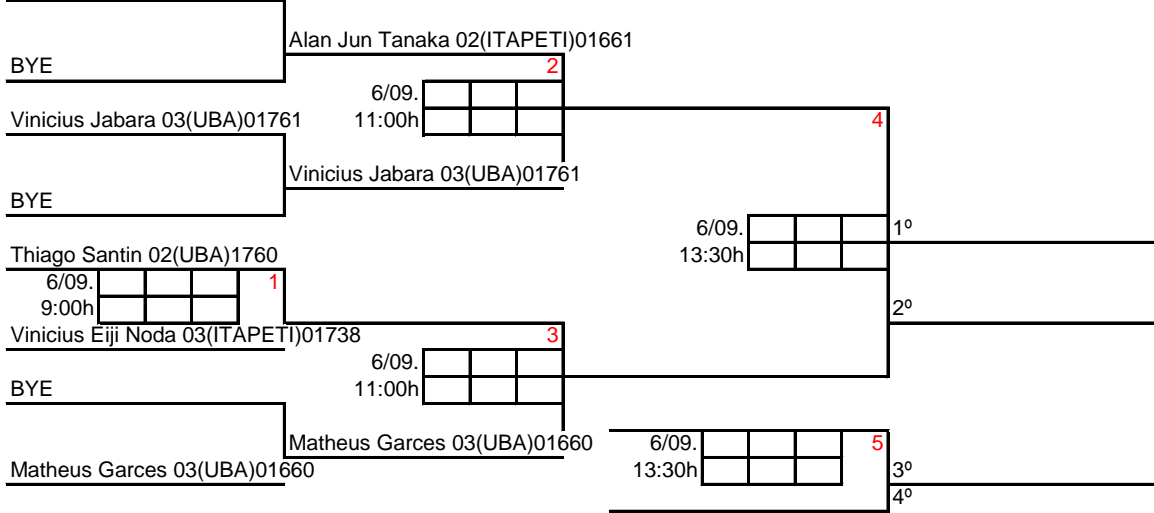 Alan Jun Tanaka 02(ITAPETI)01661
BYE
2
6/09.
11:00h
Vinicius Jabara 03(UBA)01761
4
Vinicius Jabara 03(UBA)01761
BYE
6/09.
13:30h
1º
Thiago Santin 02(UBA)1760
6/09.
9:00h
1
2º
Vinicius Eiji Noda 03(ITAPETI)01738
3
6/09.
11:00h
BYE
Matheus Garces 03(UBA)01660
6/09.
13:30h
5
Matheus Garces 03(UBA)01660
3º
4º